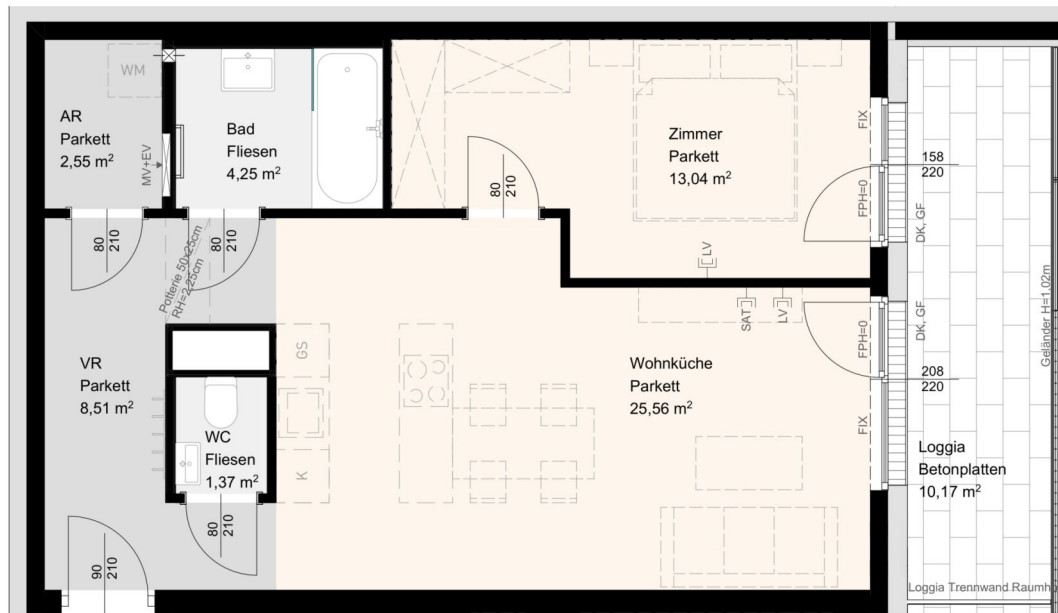 AR
Parkett
2,55 m²
WM
MV+EV
Bad
Fliesen
4,25 m²
Zimmer
Parkett
13,04 m²
FIX
158
220
FPH=0
DK, GF
80
210
80
210
80
210
Potterie 50x25cm
RH=2,25cm
LV
SAT
LV
FPH=0
DK, GF
Geländer H=1,02m
VR
Parkett
8,51 m²
GS
K
WC
Fliesen
1,37 m²
80
210
90
210
Wohnküche
Parkett
25,56 m²
208
220
FIX
Loggia
Betonplatten
10,17 m²
Loggia Trennwand Raumho